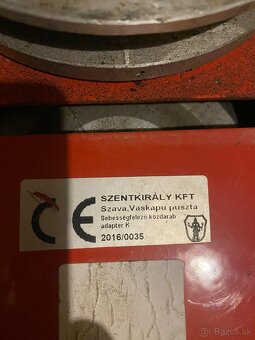 CE
SZENTKIRÁLY KFT
Szava,Vaskapu puszta
Sebességfelező közdarab
adapter K
2016/0035
Bazos.sk